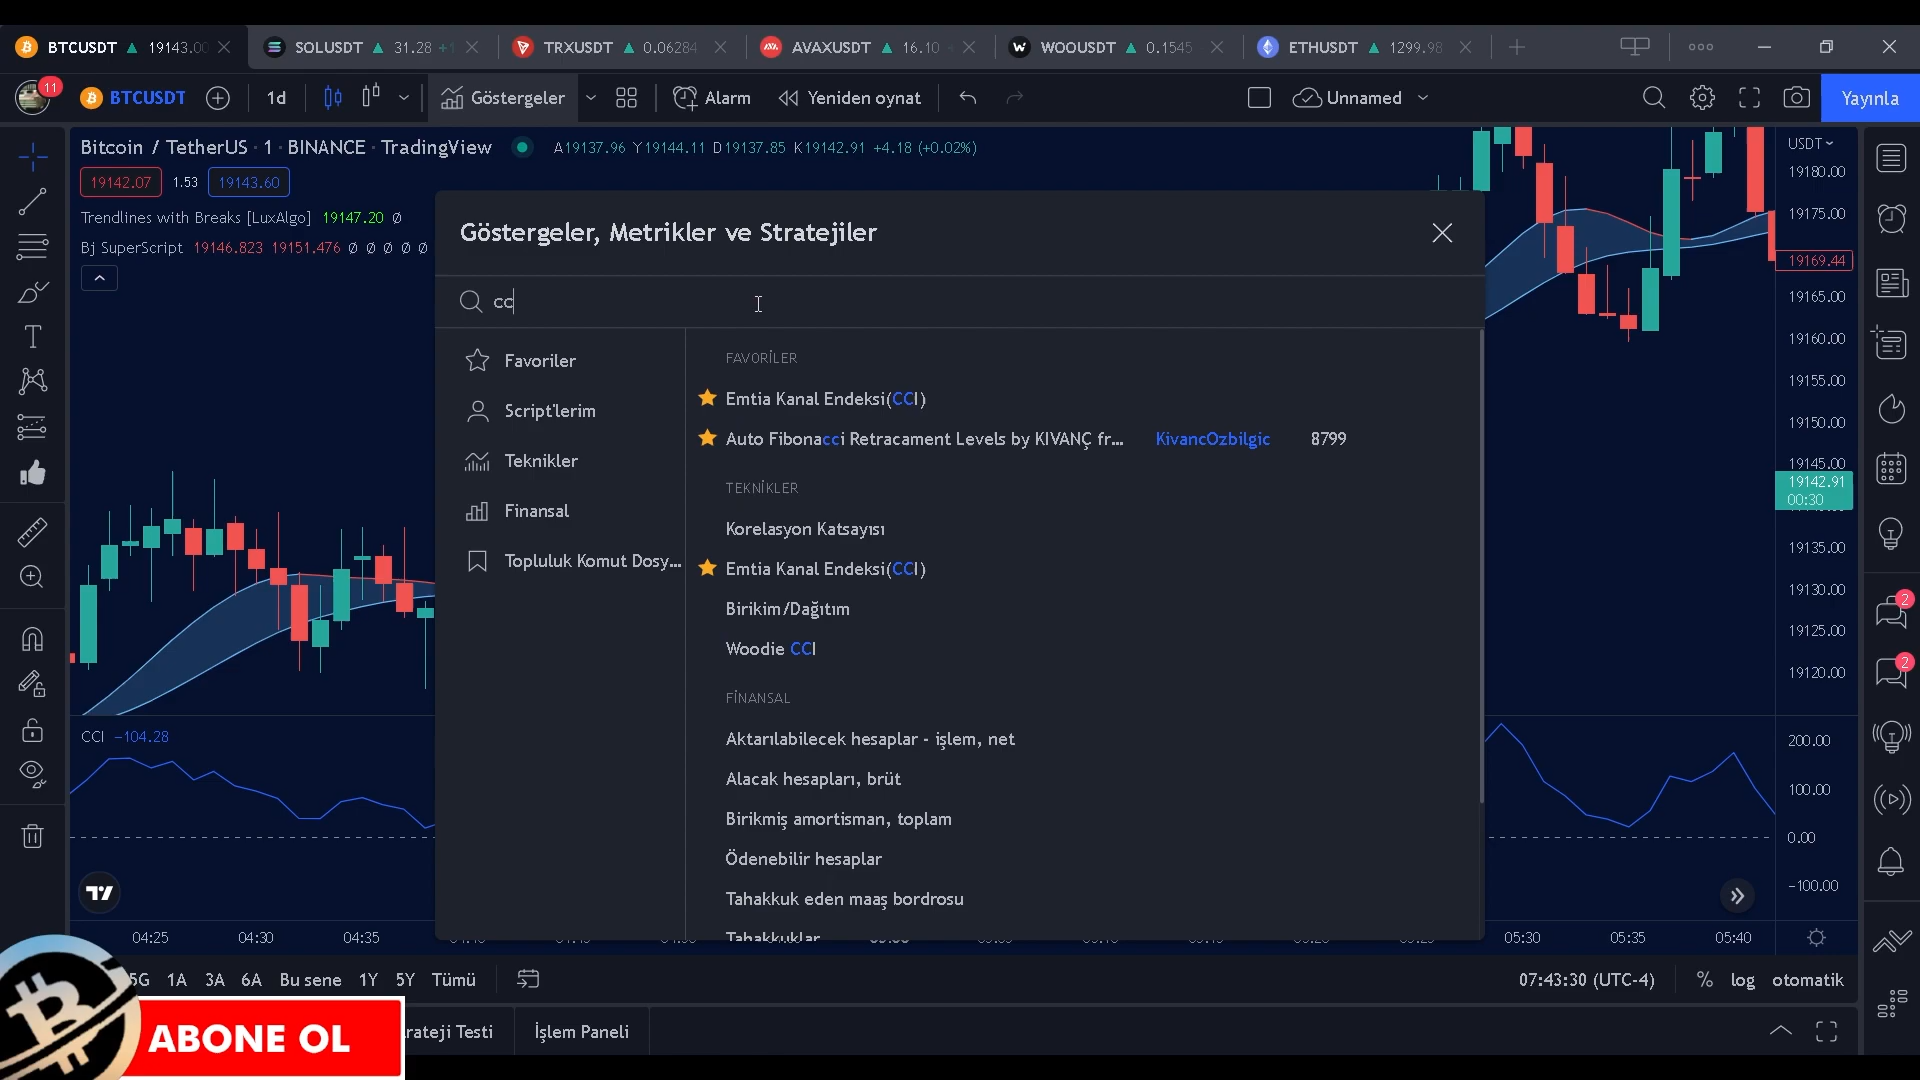 BTCUSDT 19143.00
SOLUSDT 31.28
TRXUSDT 0.06284
AVAXUSDT 16.10
WOOUSDT 0.1545
ETHUSDT 1299.98
11
BTCUSDT
1d
Göstergeler
Alarm
Yeniden oynat
Unnamed
Yayınla
Bitcoin / TetherUS · 1 · BINANCE · TradingView
A19137.96 Y19144.11 D19137.85 K19142.91 +4.18 (+0.02%)
19142.07 1.53 19143.60
Trendlines with Breaks [LuxAlgo] 19147.20 ∅
Bj SuperScript 19146.823 19151.476 ∅ ∅ ∅ ∅ ∅
Göstergeler, Metrikler ve Stratejiler
cc
Favoriler
Script'lerim
Teknikler
Finansal
Topluluk Komut Dosy...
FAVORİLER
Emtia Kanal Endeksi(CCI)
Auto Fibonacci Retracament Levels by KIVANÇ fr... KivancOzbilgic 8799
TEKNİKLER
Korelasyon Katsayısı
Emtia Kanal Endeksi(CCI)
Birikim/Dağıtım
Woodie CCI
FİNANSAL
Aktarılabilecek hesaplar - işlem, net
Alacak hesapları, brüt
Birikmiş amortisman, toplam
Ödenebilir hesaplar
Tahakkuk eden maaş bordrosu
Tahakkuklar
USDT
19180.00
19175.00
19169.44
19165.00
19160.00
19155.00
19150.00
19145.00
19142.91
00:30
19135.00
19130.00
19125.00
19120.00
2
2
CCI −104.28
200.00
100.00
0.00
−100.00
04:25 04:30 04:35 05:30 05:35 05:40
5G 1A 3A 6A Bu sene 1Y 5Y Tümü
07:43:30 (UTC-4) % log otomatik
rateji Testi
İşlem Paneli
ABONE OL